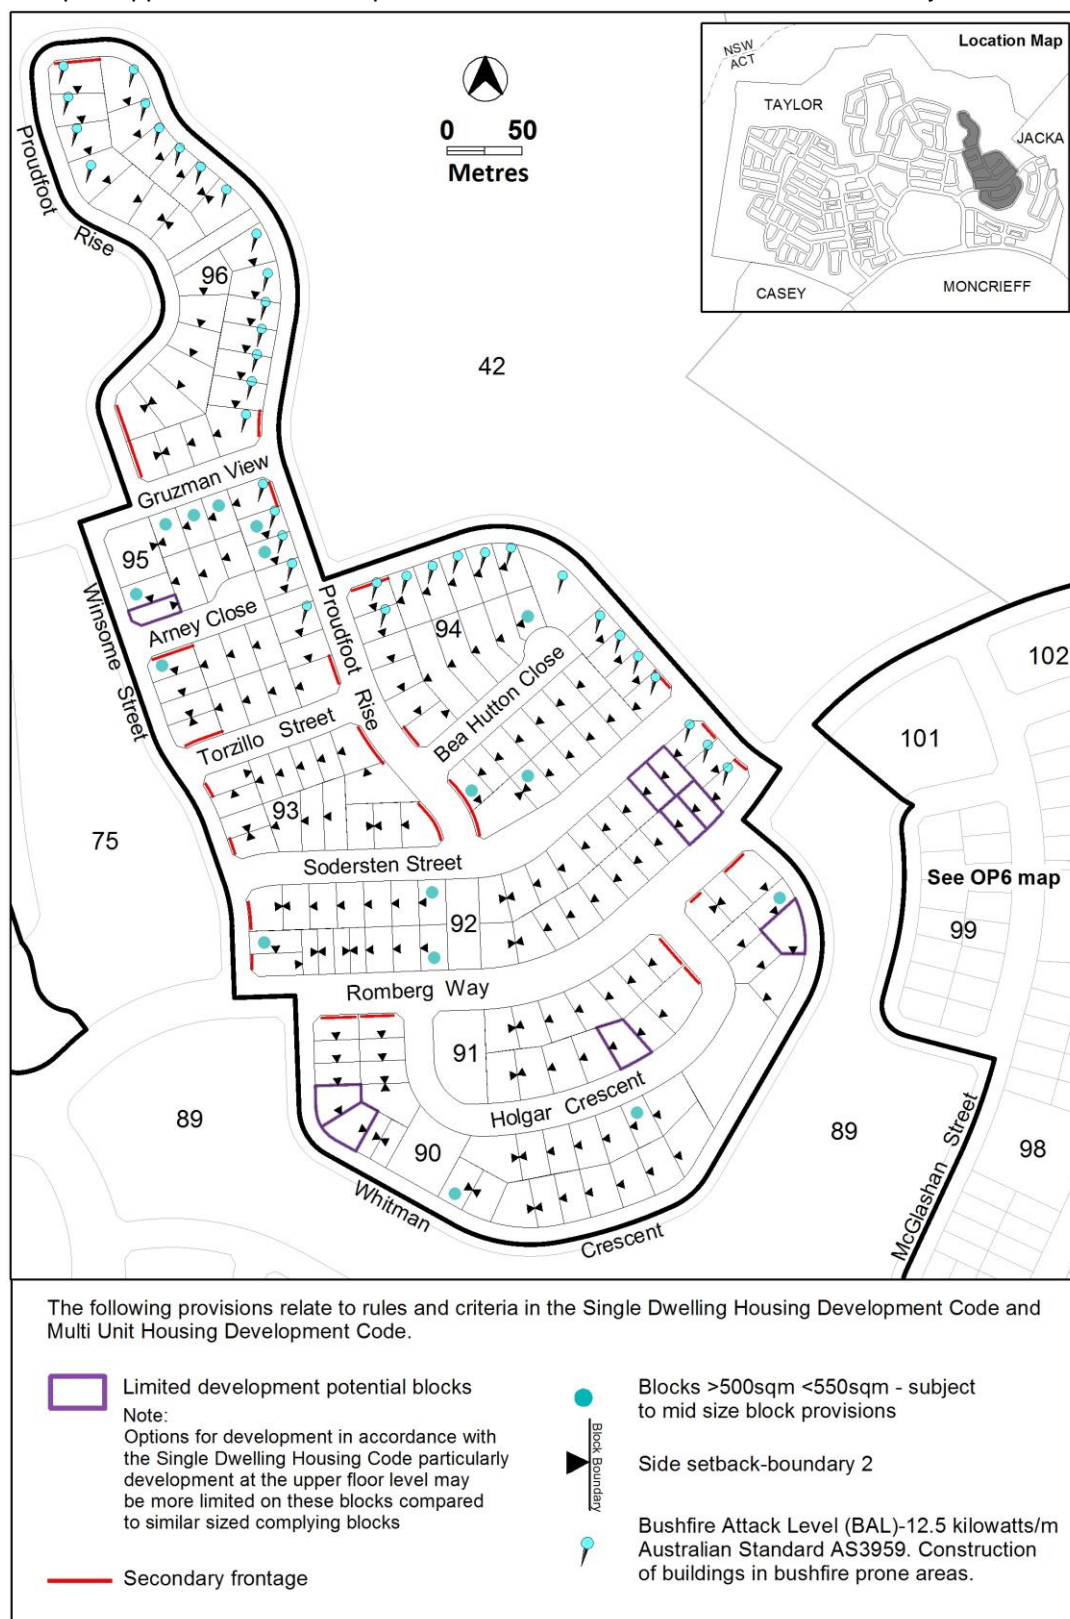 Location Map
NSW
ACT
TAYLOR
JACKA
CASEY
MONCRIEFF
0 50
Metres
Proudfoot
Rise
96
42
Gruzman View
95
Winsome Street
Arney Close
Proudfoot Rise
94
Bea Hutton Close
102
101
Torzillo Street
93
75
Sodersten Street
See OP6 map
99
92
Romberg Way
91
Holgar Crescent
89
89
90
McGlashan Street
98
Whitman
Crescent
The following provisions relate to rules and criteria in the Single Dwelling Housing Development Code and
Multi Unit Housing Development Code.
Limited development potential blocks
Note:
Options for development in accordance with
the Single Dwelling Housing Code particularly
development at the upper floor level may
be more limited on these blocks compared
to similar sized complying blocks
Secondary frontage
Blocks >500sqm <550sqm - subject
to mid size block provisions
Block Boundary
Side setback-boundary 2
Bushfire Attack Level (BAL)-12.5 kilowatts/m
Australian Standard AS3959. Construction
of buildings in bushfire prone areas.